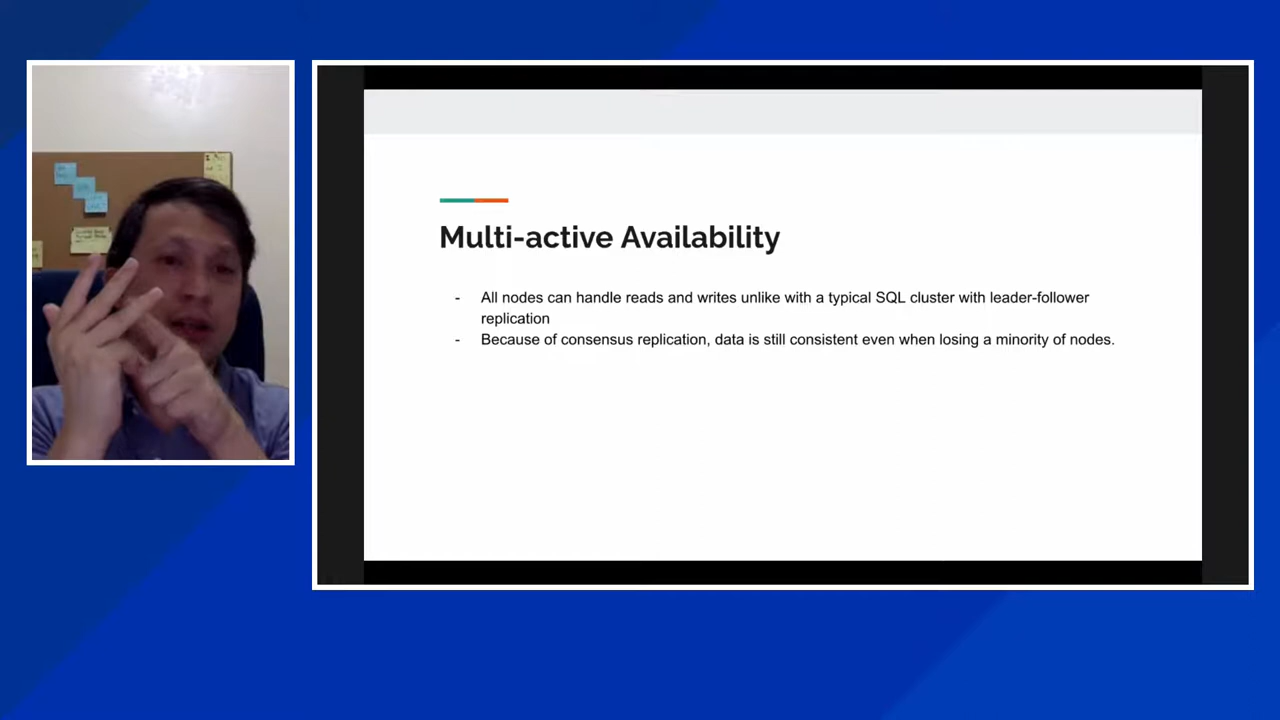 Multi-active Availability
- All nodes can handle reads and writes unlike with a typical SQL cluster with leader-follower
replication
- Because of consensus replication, data is still consistent even when losing a minority of nodes.